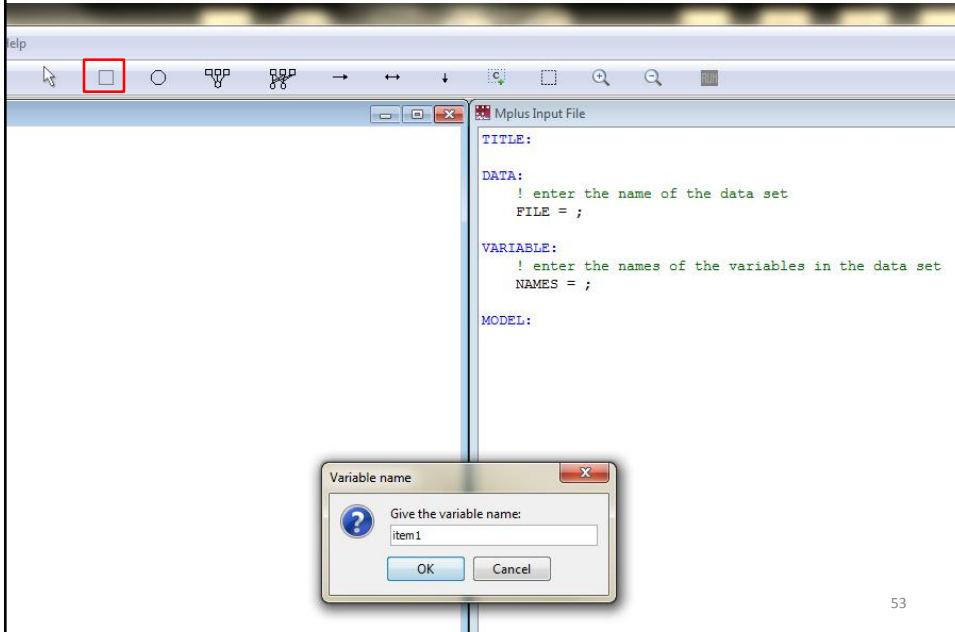 Help
Mplus Input File
TITLE:
DATA:
! enter the name of the data set
FILE = ;
VARIABLE:
! enter the names of the variables in the data set
NAMES = ;
MODEL:
Variable name
Give the variable name:
item1
OK
Cancel
53